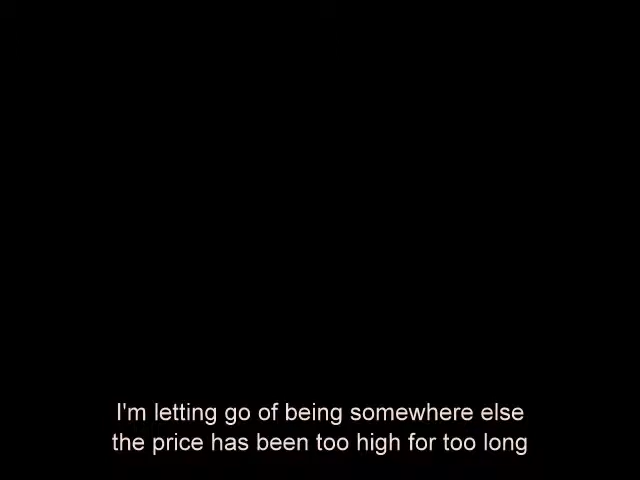 I'm letting go of being somewhere else
the price has been too high for too long